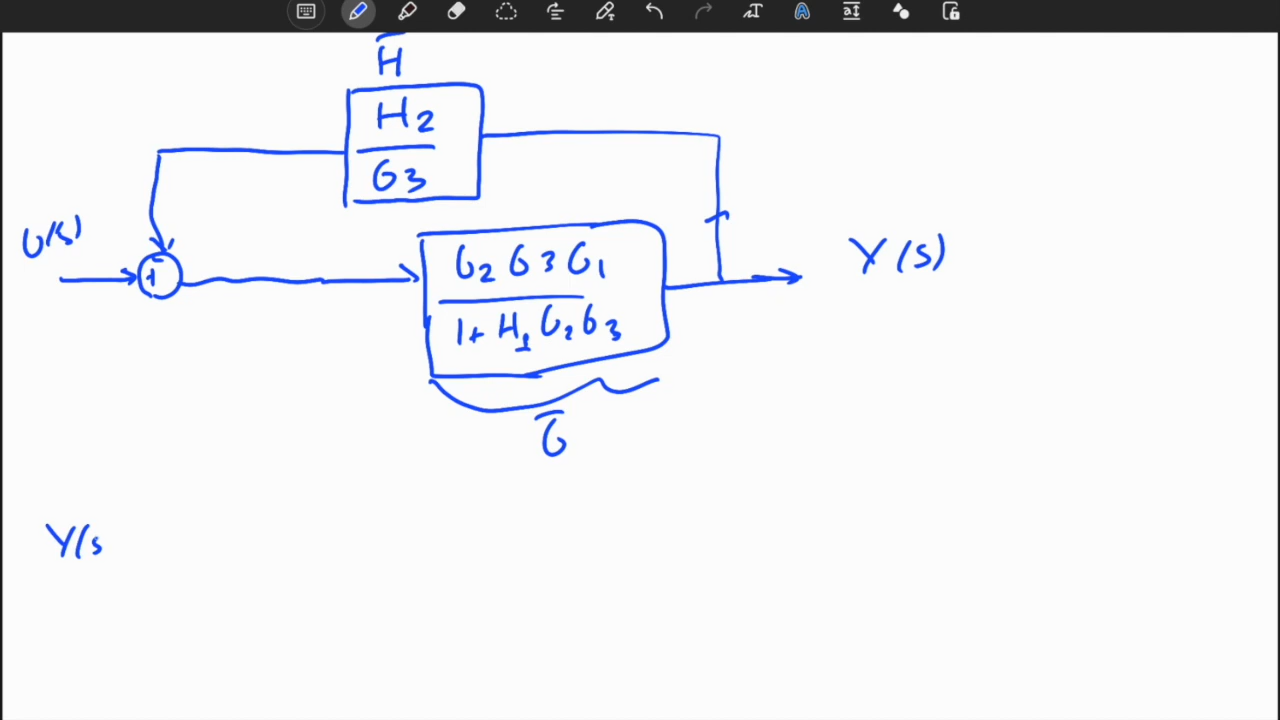 H̅
H2
G3
U(s)
-
+
G2 G3 G1
1+ H1 G2 G3
Y(s)
G̅
Y(s